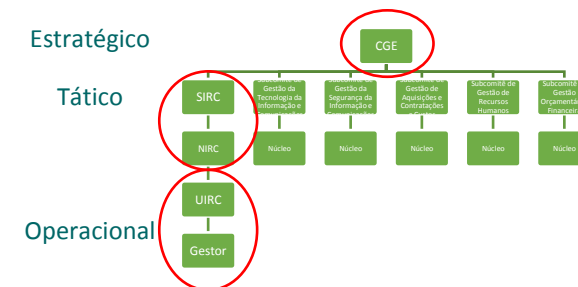 Estratégico
CGE
Tático
SIRC
Subcomitê de
Gestão da
Tecnologia da
Informação e
Subcomitê de
Gestão da
Segurança da
Informação e
Subcomitê de
Gestão de
Aquisições e
Contratações
Subcomitê de
Gestão de
Recursos
Humanos
Subcomitê
Gestão
NIRC
Núcleo
Núcleo
Núcleo
Núcleo
Núcleo
UIRC
Operacional
Gestor